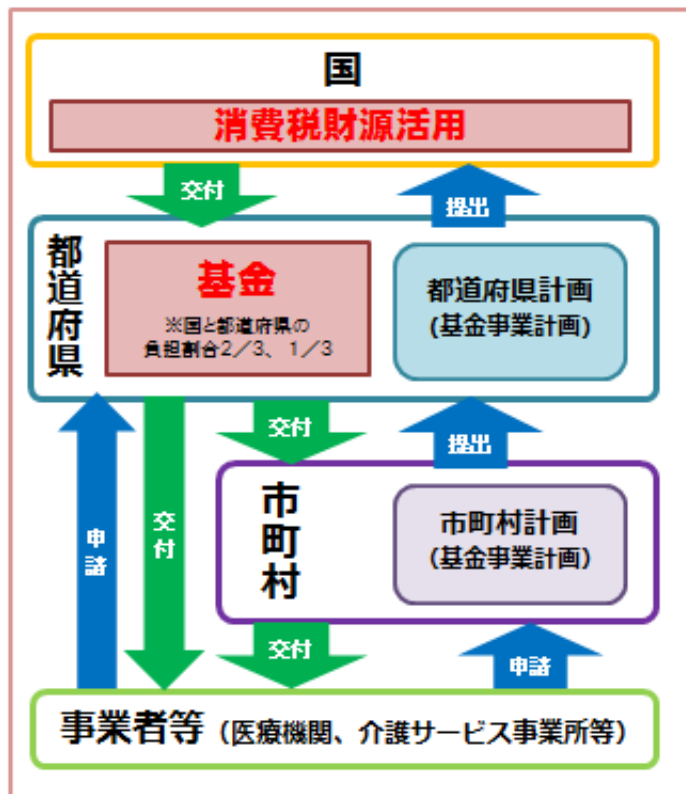 国
消費税財源活用
交付
提出
都道府県
基金
※国と都道府県の
負担割合2/3、1/3
都道府県計画
(基金事業計画)
交付
提出
申請
交付
市町村
市町村計画
(基金事業計画)
交付
申請
事業者等(医療機関、介護サービス事業所等)